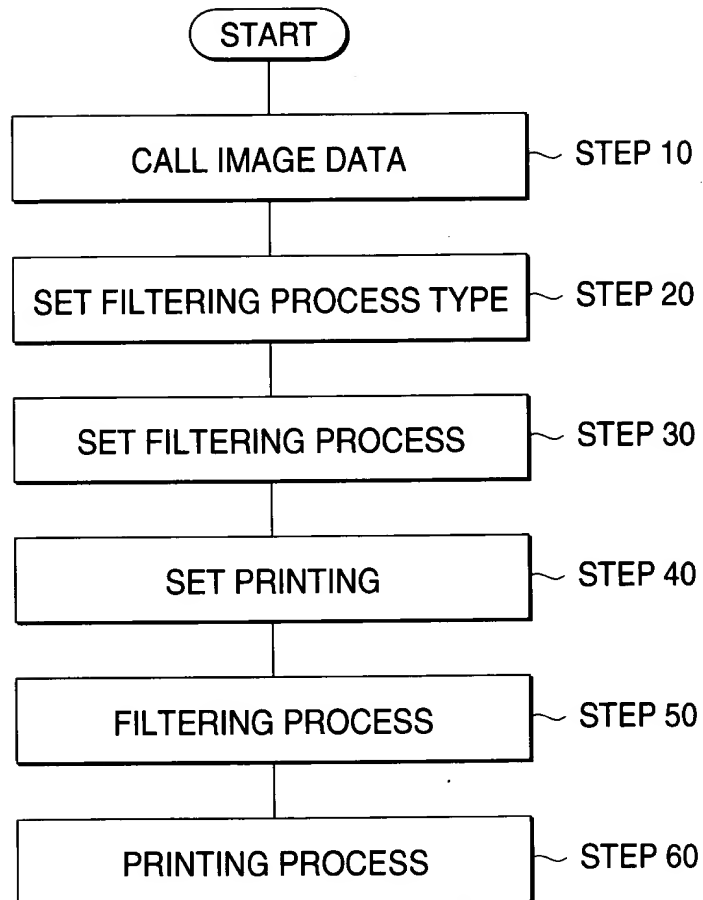 START
CALL IMAGE DATA
STEP 10
SET FILTERING PROCESS TYPE
STEP 20
SET FILTERING PROCESS
STEP 30
SET PRINTING
STEP 40
FILTERING PROCESS
STEP 50
PRINTING PROCESS
STEP 60